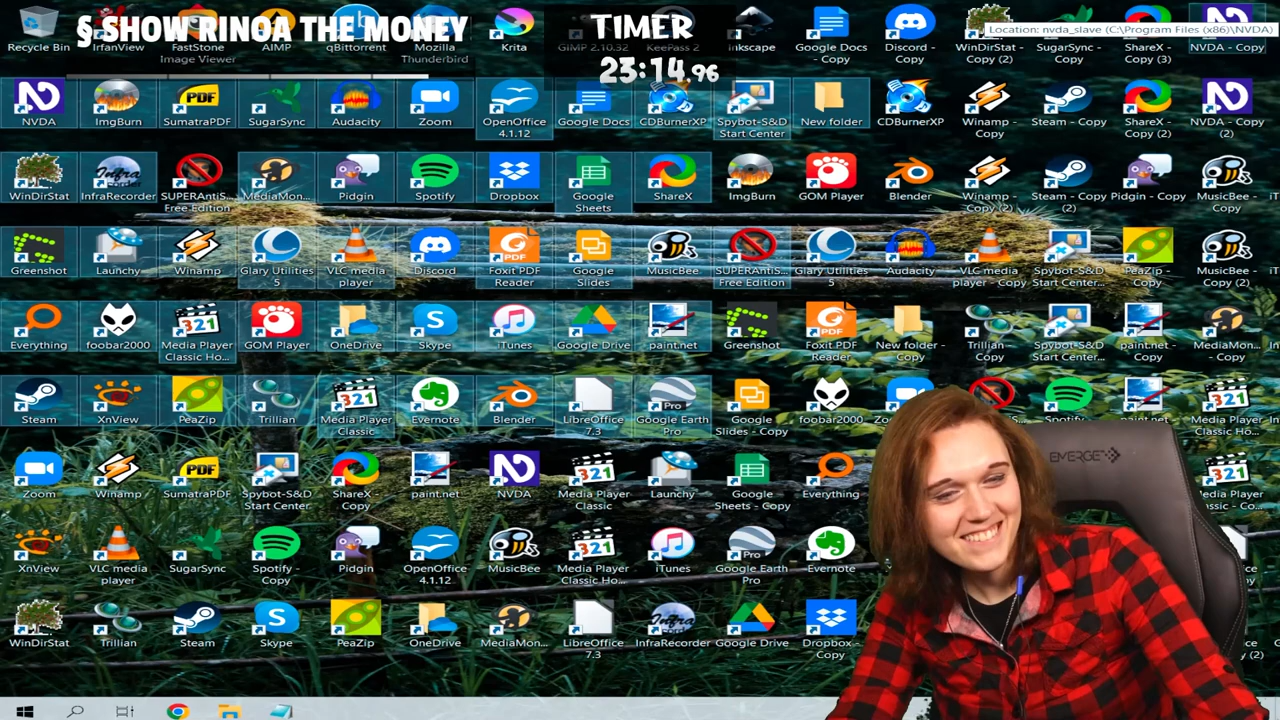 § SHOW RINOA THE MONEY
TIMER
23:14.96
Location: nvda_slave (C:\Program Files (x86)\NVDA)
Recycle Bin
IrfanView
FastStone
Image Viewer
AIMP
qBittorrent
Mozilla
Thunderbird
Krita
GIMP 2.10.32
KeePass 2
Inkscape
Google Docs
- Copy
Discord -
Copy
WinDirStat -
Copy (2)
SugarSync -
Copy
ShareX -
Copy (3)
NVDA - Copy
NVDA
ImgBurn
SumatraPDF
SugarSync
Audacity
Zoom
OpenOffice
4.1.12
Google Docs
CDBurnerXP
Spybot-S&D
Start Center
New folder
CDBurnerXP
Winamp -
Copy
Steam - Copy
ShareX -
Copy (2)
NVDA - Copy
(2)
WinDirStat
InfraRecorder
SUPERAntiS...
Free Edition
MediaMon...
Pidgin
Spotify
Dropbox
Google
Sheets
ShareX
ImgBurn
GOM Player
Blender
Winamp -
Copy (2)
Steam - Copy
(2)
Pidgin - Copy
MusicBee -
Copy
Greenshot
Launchy
Winamp
Glary Utilities
5
VLC media
player
Discord
Foxit PDF
Reader
Google
Slides
MusicBee
SUPERAntiS...
Free Edition
Glary Utilities
5
Audacity
VLC media
player - Copy
Spybot-S&D
Start Center...
PeaZip -
Copy
MusicBee -
Copy (2)
Everything
foobar2000
Media Player
Classic Ho...
GOM Player
OneDrive
Skype
iTunes
Google Drive
paint.net
Greenshot
Foxit PDF
Reader
New folder -
Copy
Trillian -
Copy
Spybot-S&D
Start Center...
paint.net -
Copy
MediaMon...
- Copy
Steam
XnView
PeaZip
Trillian
Media Player
Classic
Evernote
Blender
LibreOffice
7.3
Google Earth
Pro
Google
Slides - Copy
foobar2000
Spotify -
paint.net -
Copy
Media Player
Classic Ho...
EMERGE
Zoom
Winamp
SumatraPDF
Spybot-S&D
Start Center
ShareX -
Copy
paint.net
NVDA
Media Player
Classic
Launchy
Google
Sheets - Copy
Everything
Media Player
Classic - Co...
XnView
VLC media
player
SugarSync
Spotify -
Copy
Pidgin
OpenOffice
4.1.12
MusicBee
Media Player
Classic Ho...
iTunes
Google Earth
Pro
Evernote
WinDirStat
Trillian
Steam
Skype
PeaZip
OneDrive
MediaMon...
LibreOffice
7.3
InfraRecorder
Google Drive
Dropbox -
Copy